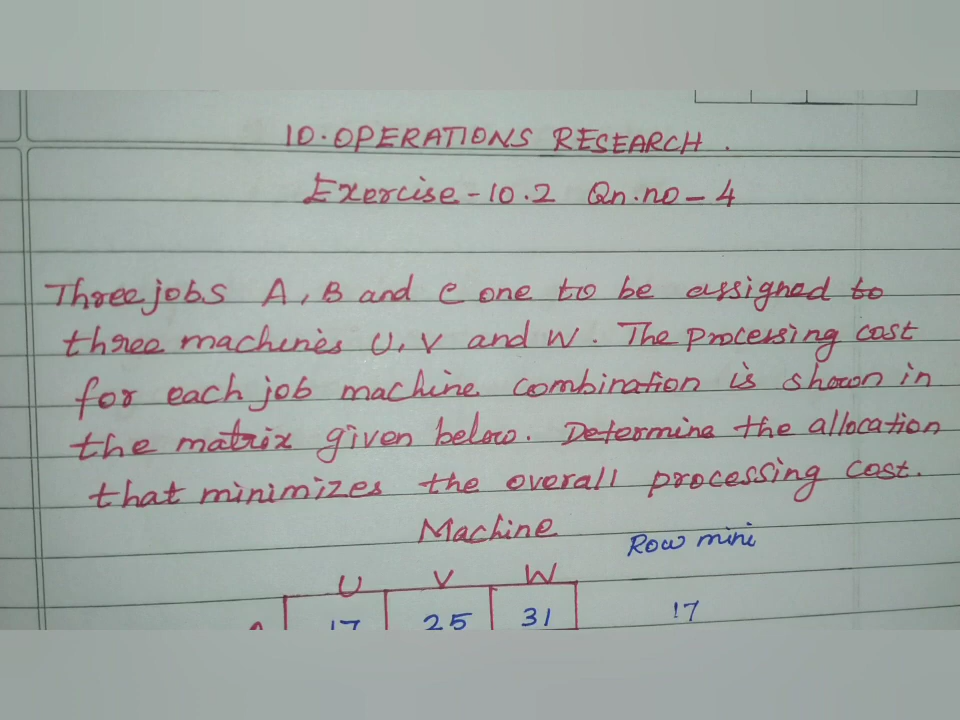 10. OPERATIONS RESEARCH.
Exercise - 10.2 Qn.no - 4
Three jobs A, B and C one to be assigned to
three machines U, V and W. The processing cost
for each job machine combination is shown in
the matrix given below. Determine the allocation
that minimizes the overall processing cost.
Machine
Row mini
U V W
A 17 25 31 17